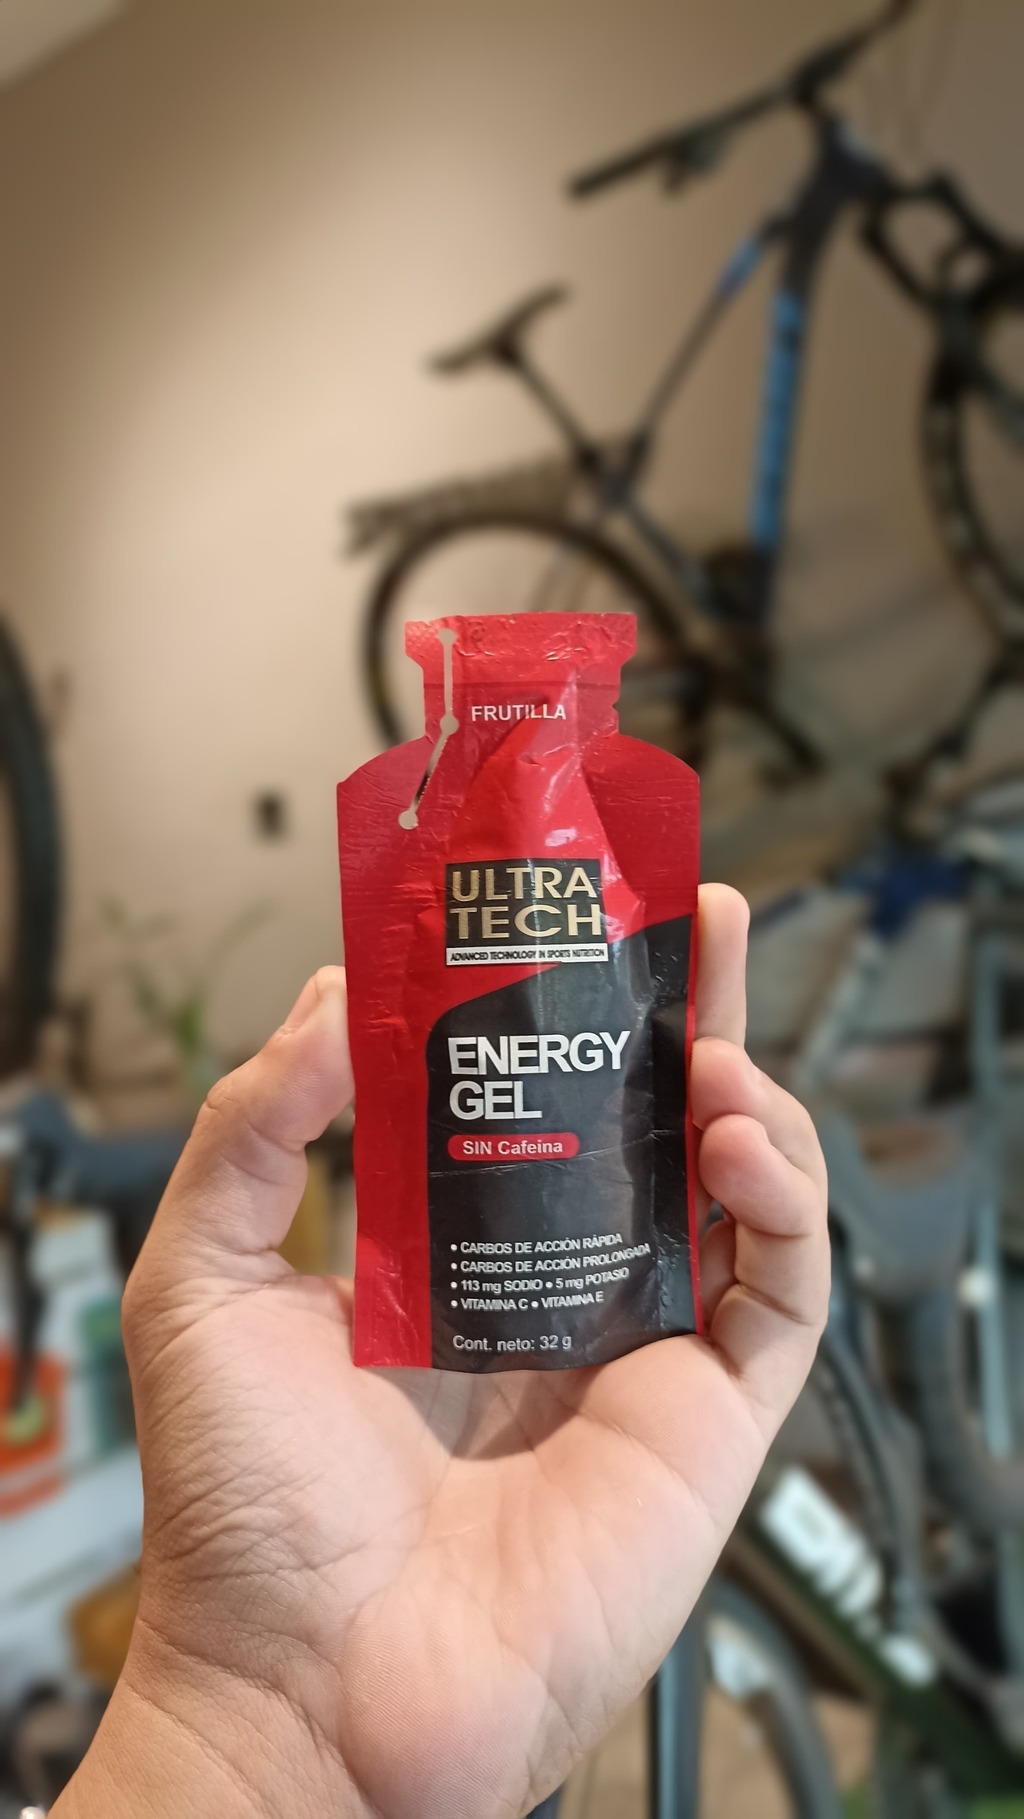 FRUTILLA
ULTRA
TECH
ADVANCED TECHNOLOGY IN SPORTS NUTRITION
ENERGY
GEL
SIN Cafeina
• CARBOS DE ACCIÓN RÁPIDA
• CARBOS DE ACCIÓN PROLONGADA
• 113 mg SODIO • 5 mg POTASIO
• VITAMINA C • VITAMINA E
Cont. neto: 32 g